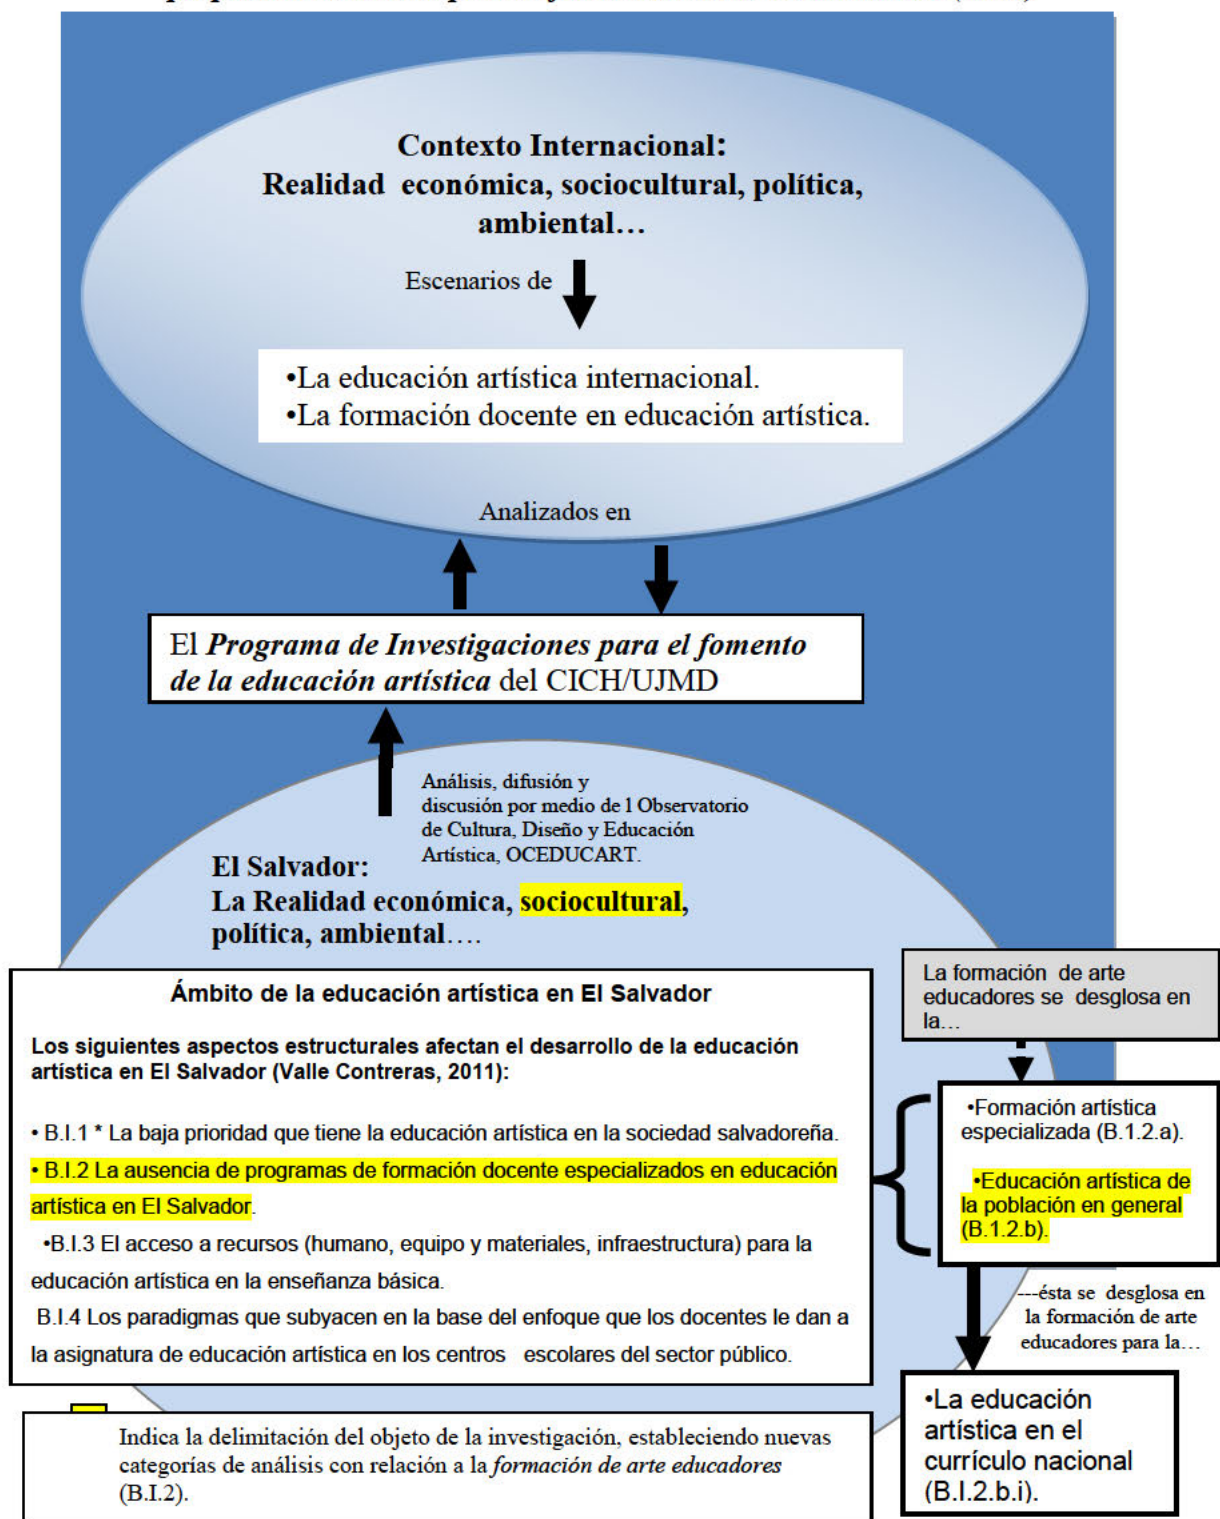 Contexto Internacional:
Realidad económica, sociocultural, política,
ambiental…
Escenarios de
•La educación artística internacional.
•La formación docente en educación artística.
Analizados en
El Programa de Investigaciones para el fomento
de la educación artística del CICH/UJMD
Análisis, difusión y
discusión por medio de l Observatorio
de Cultura, Diseño y Educación
Artística, OCEDUCART.
El Salvador:
La Realidad económica, sociocultural,
política, ambiental….
Ámbito de la educación artística en El Salvador
Los siguientes aspectos estructurales afectan el desarrollo de la educación
artística en El Salvador (Valle Contreras, 2011):
• B.I.1 * La baja prioridad que tiene la educación artística en la sociedad salvadoreña.
• B.I.2 La ausencia de programas de formación docente especializados en educación
artística en El Salvador.
•B.I.3 El acceso a recursos (humano, equipo y materiales, infraestructura) para la
educación artística en la enseñanza básica.
B.I.4 Los paradigmas que subyacen en la base del enfoque que los docentes le dan a
la asignatura de educación artística en los centros escolares del sector público.
La formación de arte
educadores se desglosa en
la…
•Formación artística
especializada (B.1.2.a).
•Educación artística de
la población en general
(B.1.2.b).
---ésta se desglosa en
la formación de arte
educadores para la…
•La educación
artística en el
currículo nacional
(B.I.2.b.i).
Indica la delimitación del objeto de la investigación, estableciendo nuevas
categorías de análisis con relación a la formación de arte educadores
(B.I.2).